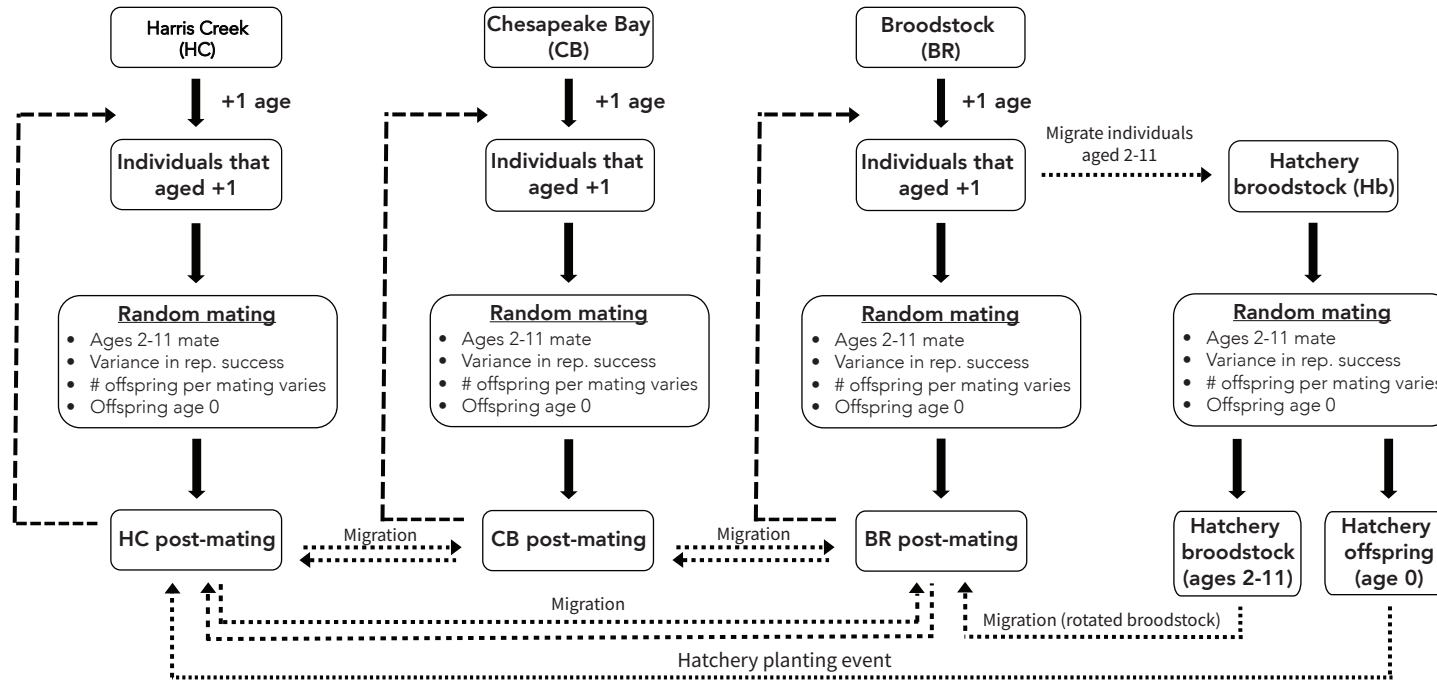 Harris Creek
(HC)
Chesapeake Bay
(CB)
Broodstock
(BR)
+1 age
+1 age
+1 age
Individuals that
aged +1
Individuals that
aged +1
Individuals that
aged +1
Migrate individuals
aged 2-11
Hatchery
broodstock (Hb)
Random mating
• Ages 2-11 mate
• Variance in rep. success
• # offspring per mating varies
• Offspring age 0
Random mating
• Ages 2-11 mate
• Variance in rep. success
• # offspring per mating varies
• Offspring age 0
Random mating
• Ages 2-11 mate
• Variance in rep. success
• # offspring per mating varies
• Offspring age 0
Random mating
• Ages 2-11 mate
• Variance in rep. success
• # offspring per mating varies
• Offspring age 0
HC post-mating
Migration
CB post-mating
Migration
BR post-mating
Hatchery
broodstock
(ages 2-11)
Hatchery
offspring
(age 0)
Migration
Migration (rotated broodstock)
Hatchery planting event